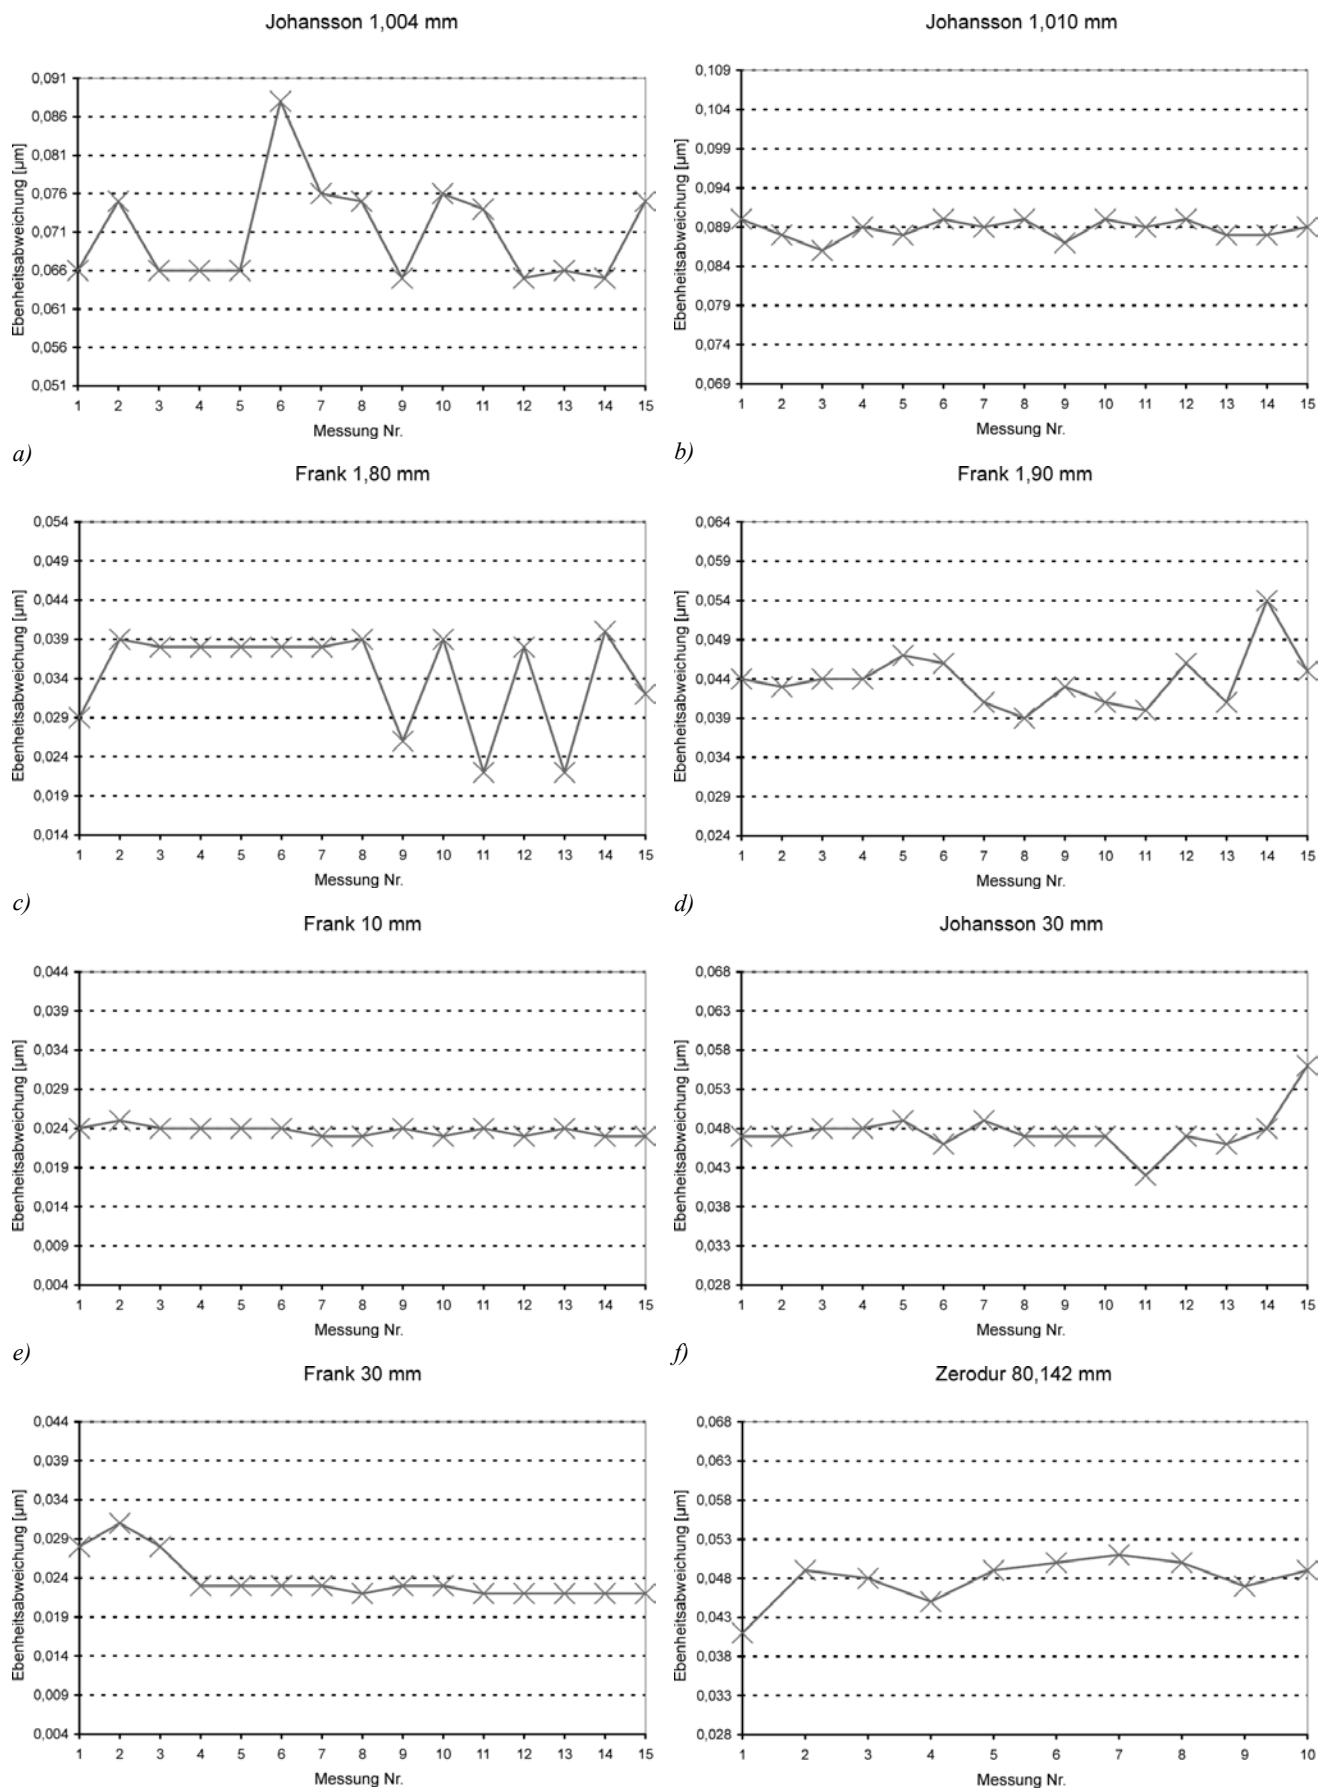 Johansson 1,004 mm
0,091
0,086
0,081
0,076
0,071
0,066
0,061
0,056
0,051
Ebenheitsabweichung [µm]
1 2 3 4 5 6 7 8 9 10 11 12 13 14 15
Messung Nr.
a)
Johansson 1,010 mm
0,109
0,104
0,099
0,094
0,089
0,084
0,079
0,074
0,069
Ebenheitsabweichung [µm]
1 2 3 4 5 6 7 8 9 10 11 12 13 14 15
Messung Nr.
b)
Frank 1,80 mm
0,054
0,049
0,044
0,039
0,034
0,029
0,024
0,019
0,014
Ebenheitsabweichung [µm]
1 2 3 4 5 6 7 8 9 10 11 12 13 14 15
Messung Nr.
c)
Frank 1,90 mm
0,064
0,059
0,054
0,049
0,044
0,039
0,034
0,029
0,024
Ebenheitsabweichung [µm]
1 2 3 4 5 6 7 8 9 10 11 12 13 14 15
Messung Nr.
d)
Frank 10 mm
0,044
0,039
0,034
0,029
0,024
0,019
0,014
0,009
0,004
Ebenheitsabweichung [µm]
1 2 3 4 5 6 7 8 9 10 11 12 13 14 15
Messung Nr.
e)
Johansson 30 mm
0,068
0,063
0,058
0,053
0,048
0,043
0,038
0,033
0,028
Ebenheitsabweichung [µm]
1 2 3 4 5 6 7 8 9 10 11 12 13 14 15
Messung Nr.
f)
Frank 30 mm
0,044
0,039
0,034
0,029
0,024
0,019
0,014
0,009
0,004
Ebenheitsabweichung [µm]
1 2 3 4 5 6 7 8 9 10 11 12 13 14 15
Messung Nr.
Zerodur 80,142 mm
0,068
0,063
0,058
0,053
0,048
0,043
0,038
0,033
0,028
Ebenheitsabweichung [µm]
1 2 3 4 5 6 7 8 9 10
Messung Nr.